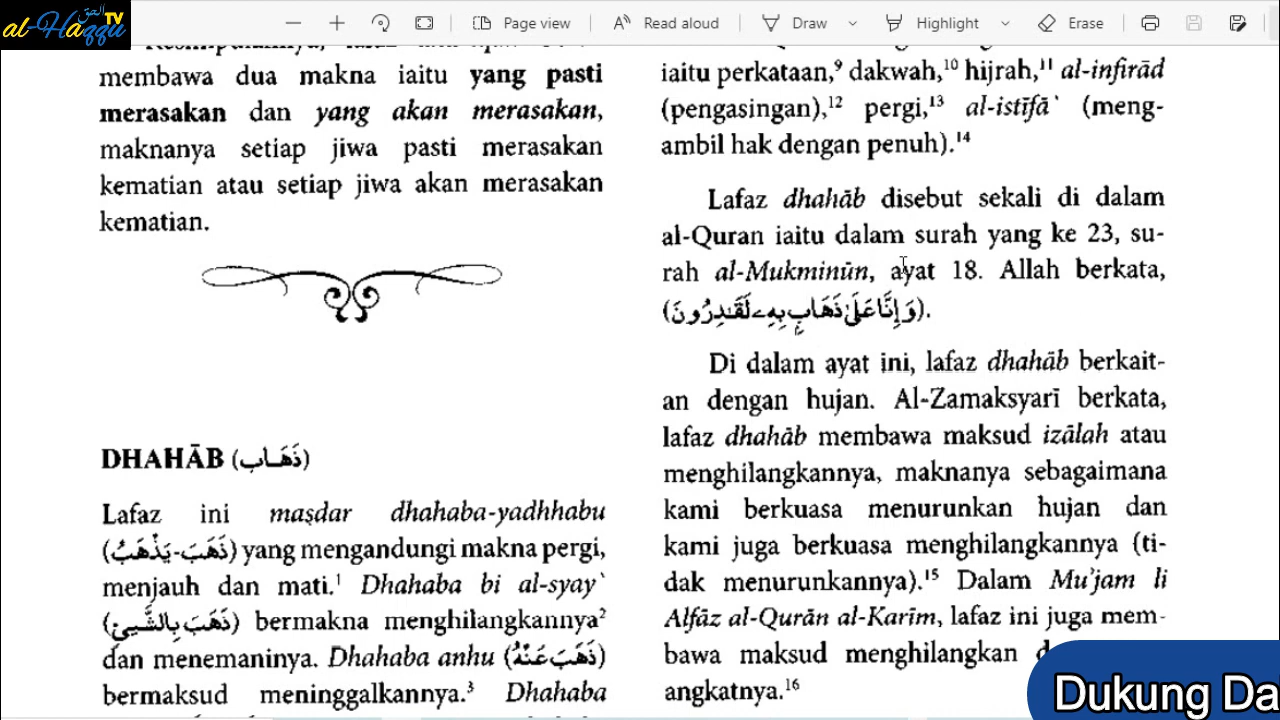 الحق
al-Haqqu TV
Page view
Read aloud
Draw
Highlight
Erase
membawa dua makna iaitu yang pasti
merasakan dan yang akan merasakan,
maknanya setiap jiwa pasti merasakan
kematian atau setiap jiwa akan merasakan
kematian.
DHAHĀB (ذَهَـاب)
Lafaz ini maṣdar dhahaba-yadhhabu
(ذَهَبَ-يَذْهَبُ) yang mengandungi makna pergi,
menjauh dan mati.¹ Dhahaba bi al-syay`
(ذَهَبَ بِالشَّيِئِ) bermakna menghilangkannya²
dan menemaninya. Dhahaba anhu (ذَهَبَ عَنْهُ)
bermaksud meninggalkannya.³ Dhahaba
iaitu perkataan,⁹ dakwah,¹⁰ hijrah,¹¹ al-infirād
(pengasingan),¹² pergi,¹³ al-istīfā` (meng-
ambil hak dengan penuh).¹⁴
Lafaz dhahāb disebut sekali di dalam
al-Quran iaitu dalam surah yang ke 23, su-
rah al-Mukminūn, ayat 18. Allah berkata,
(وَإِنَّا عَلَىٰ ذَهَابٍ بِهِۦ لَقَـٰدِرُونَ).
Di dalam ayat ini, lafaz dhahāb berkait-
an dengan hujan. Al-Zamaksyarī berkata,
lafaz dhahāb membawa maksud izālah atau
menghilangkannya, maknanya sebagaimana
kami berkuasa menurunkan hujan dan
kami juga berkuasa menghilangkannya (ti-
dak menurunkannya).¹⁵ Dalam Mu'jam li
Alfāz al-Qurān al-Karīm, lafaz ini juga mem-
bawa maksud menghilangkan
angkatnya.¹⁶
Dukung Da